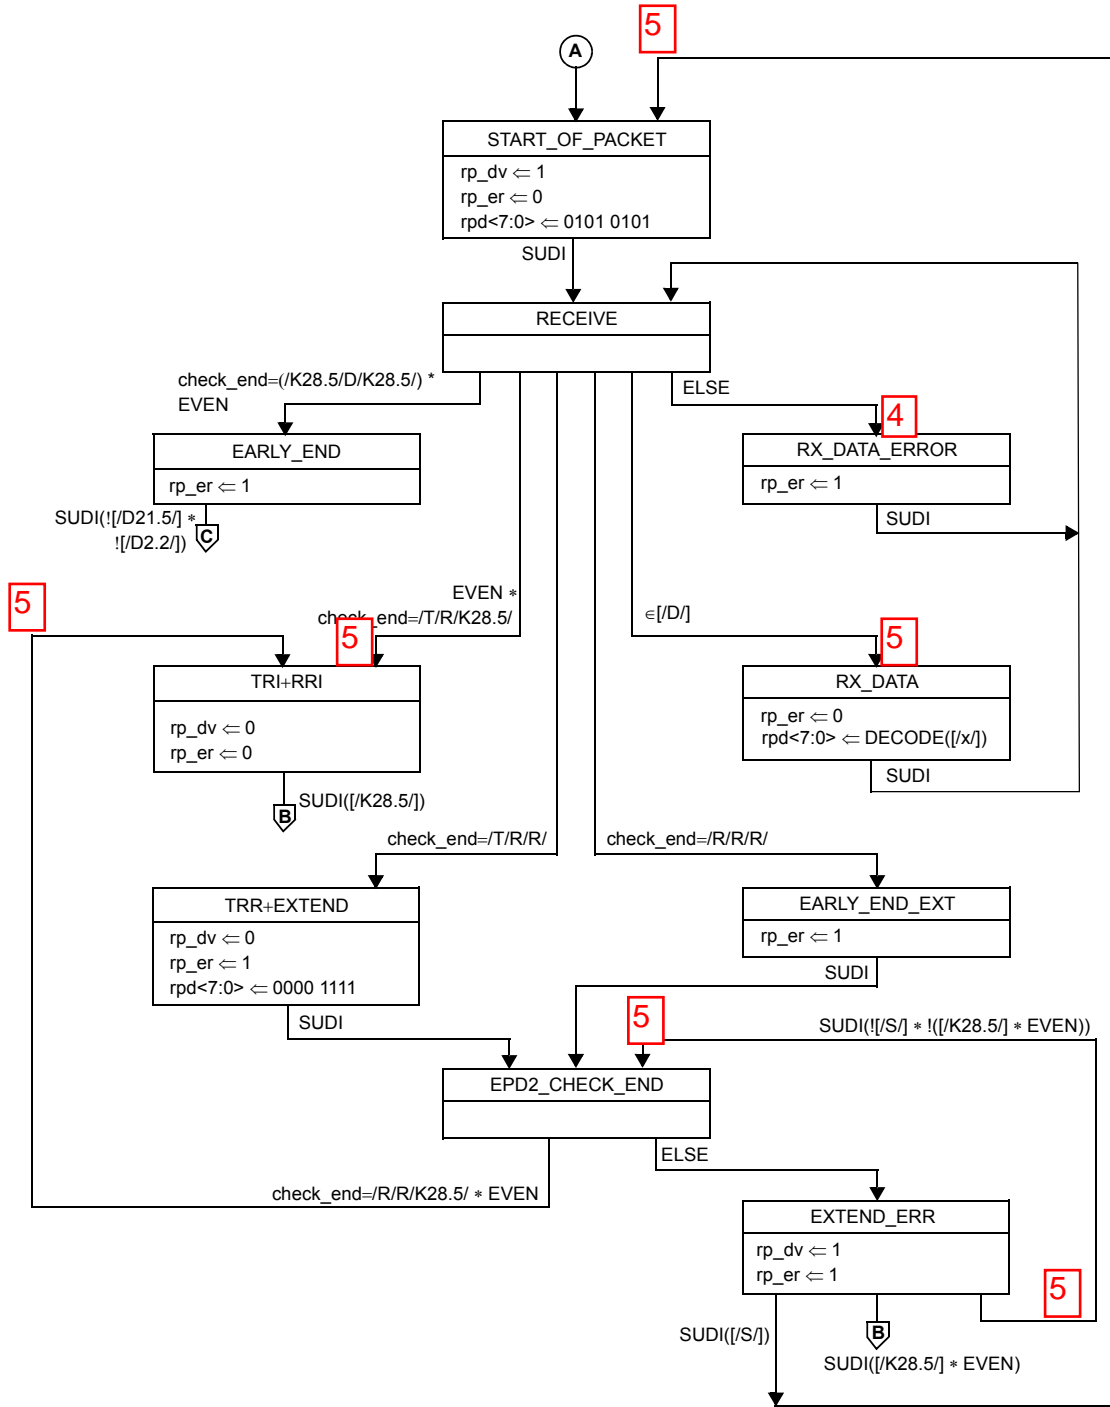 5
A
START_OF_PACKET
rp_dv ⇐ 1
rp_er ⇐ 0
rpd<7:0> ⇐ 0101 0101
SUDI
RECEIVE
check_end=(/K28.5/D/K28.5/) *
EVEN
ELSE
4
EARLY_END
rp_er ⇐ 1
RX_DATA_ERROR
rp_er ⇐ 1
SUDI(![/D21.5/] *
![/D2.2/])
C
SUDI
5
EVEN *
check_end=/T/R/K28.5/
5
∈[/D/]
5
TRI+RRI
rp_dv ⇐ 0
rp_er ⇐ 0
RX_DATA
rp_er ⇐ 0
rpd<7:0> ⇐ DECODE([/x/])
SUDI([/K28.5/])
B
SUDI
check_end=/T/R/R/
check_end=/R/R/R/
TRR+EXTEND
rp_dv ⇐ 0
rp_er ⇐ 1
rpd<7:0> ⇐ 0000 1111
EARLY_END_EXT
rp_er ⇐ 1
SUDI
SUDI
5
SUDI(![/S/] * !([/K28.5/] * EVEN))
EPD2_CHECK_END
ELSE
check_end=/R/R/K28.5/ * EVEN
EXTEND_ERR
rp_dv ⇐ 1
rp_er ⇐ 1
5
SUDI([/S/])
B
SUDI([/K28.5/] * EVEN)